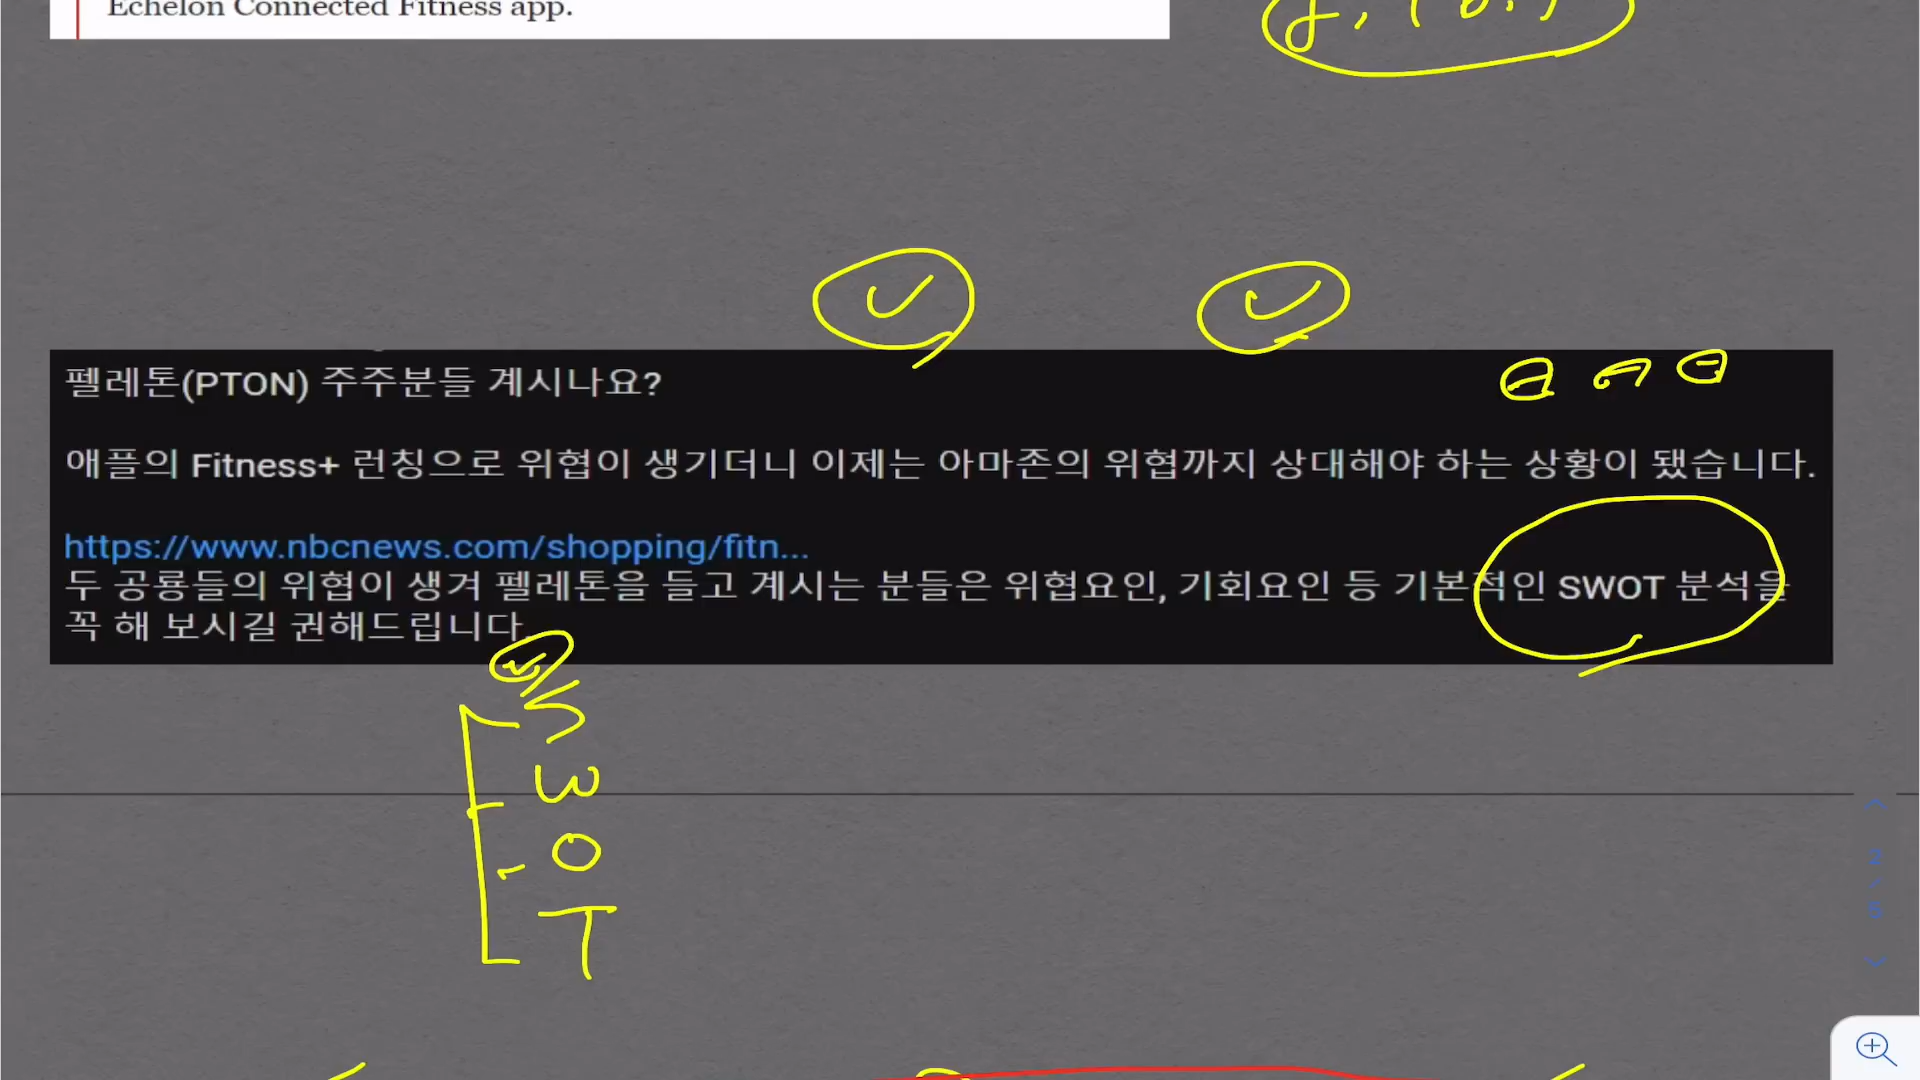 Echelon Connected Fitness app.
펠레톤(PTON) 주주분들 계시나요?
애플의 Fitness+ 런칭으로 위협이 생기더니 이제는 아마존의 위협까지 상대해야 하는 상황이 됐습니다.
https://www.nbcnews.com/shopping/fitn...
두 공룡들의 위협이 생겨 펠레톤을 들고 계시는 분들은 위협요인, 기회요인 등 기본적인 SWOT 분석을
꼭 해 보시길 권해드립니다.
S
W
O
T
2
/
5